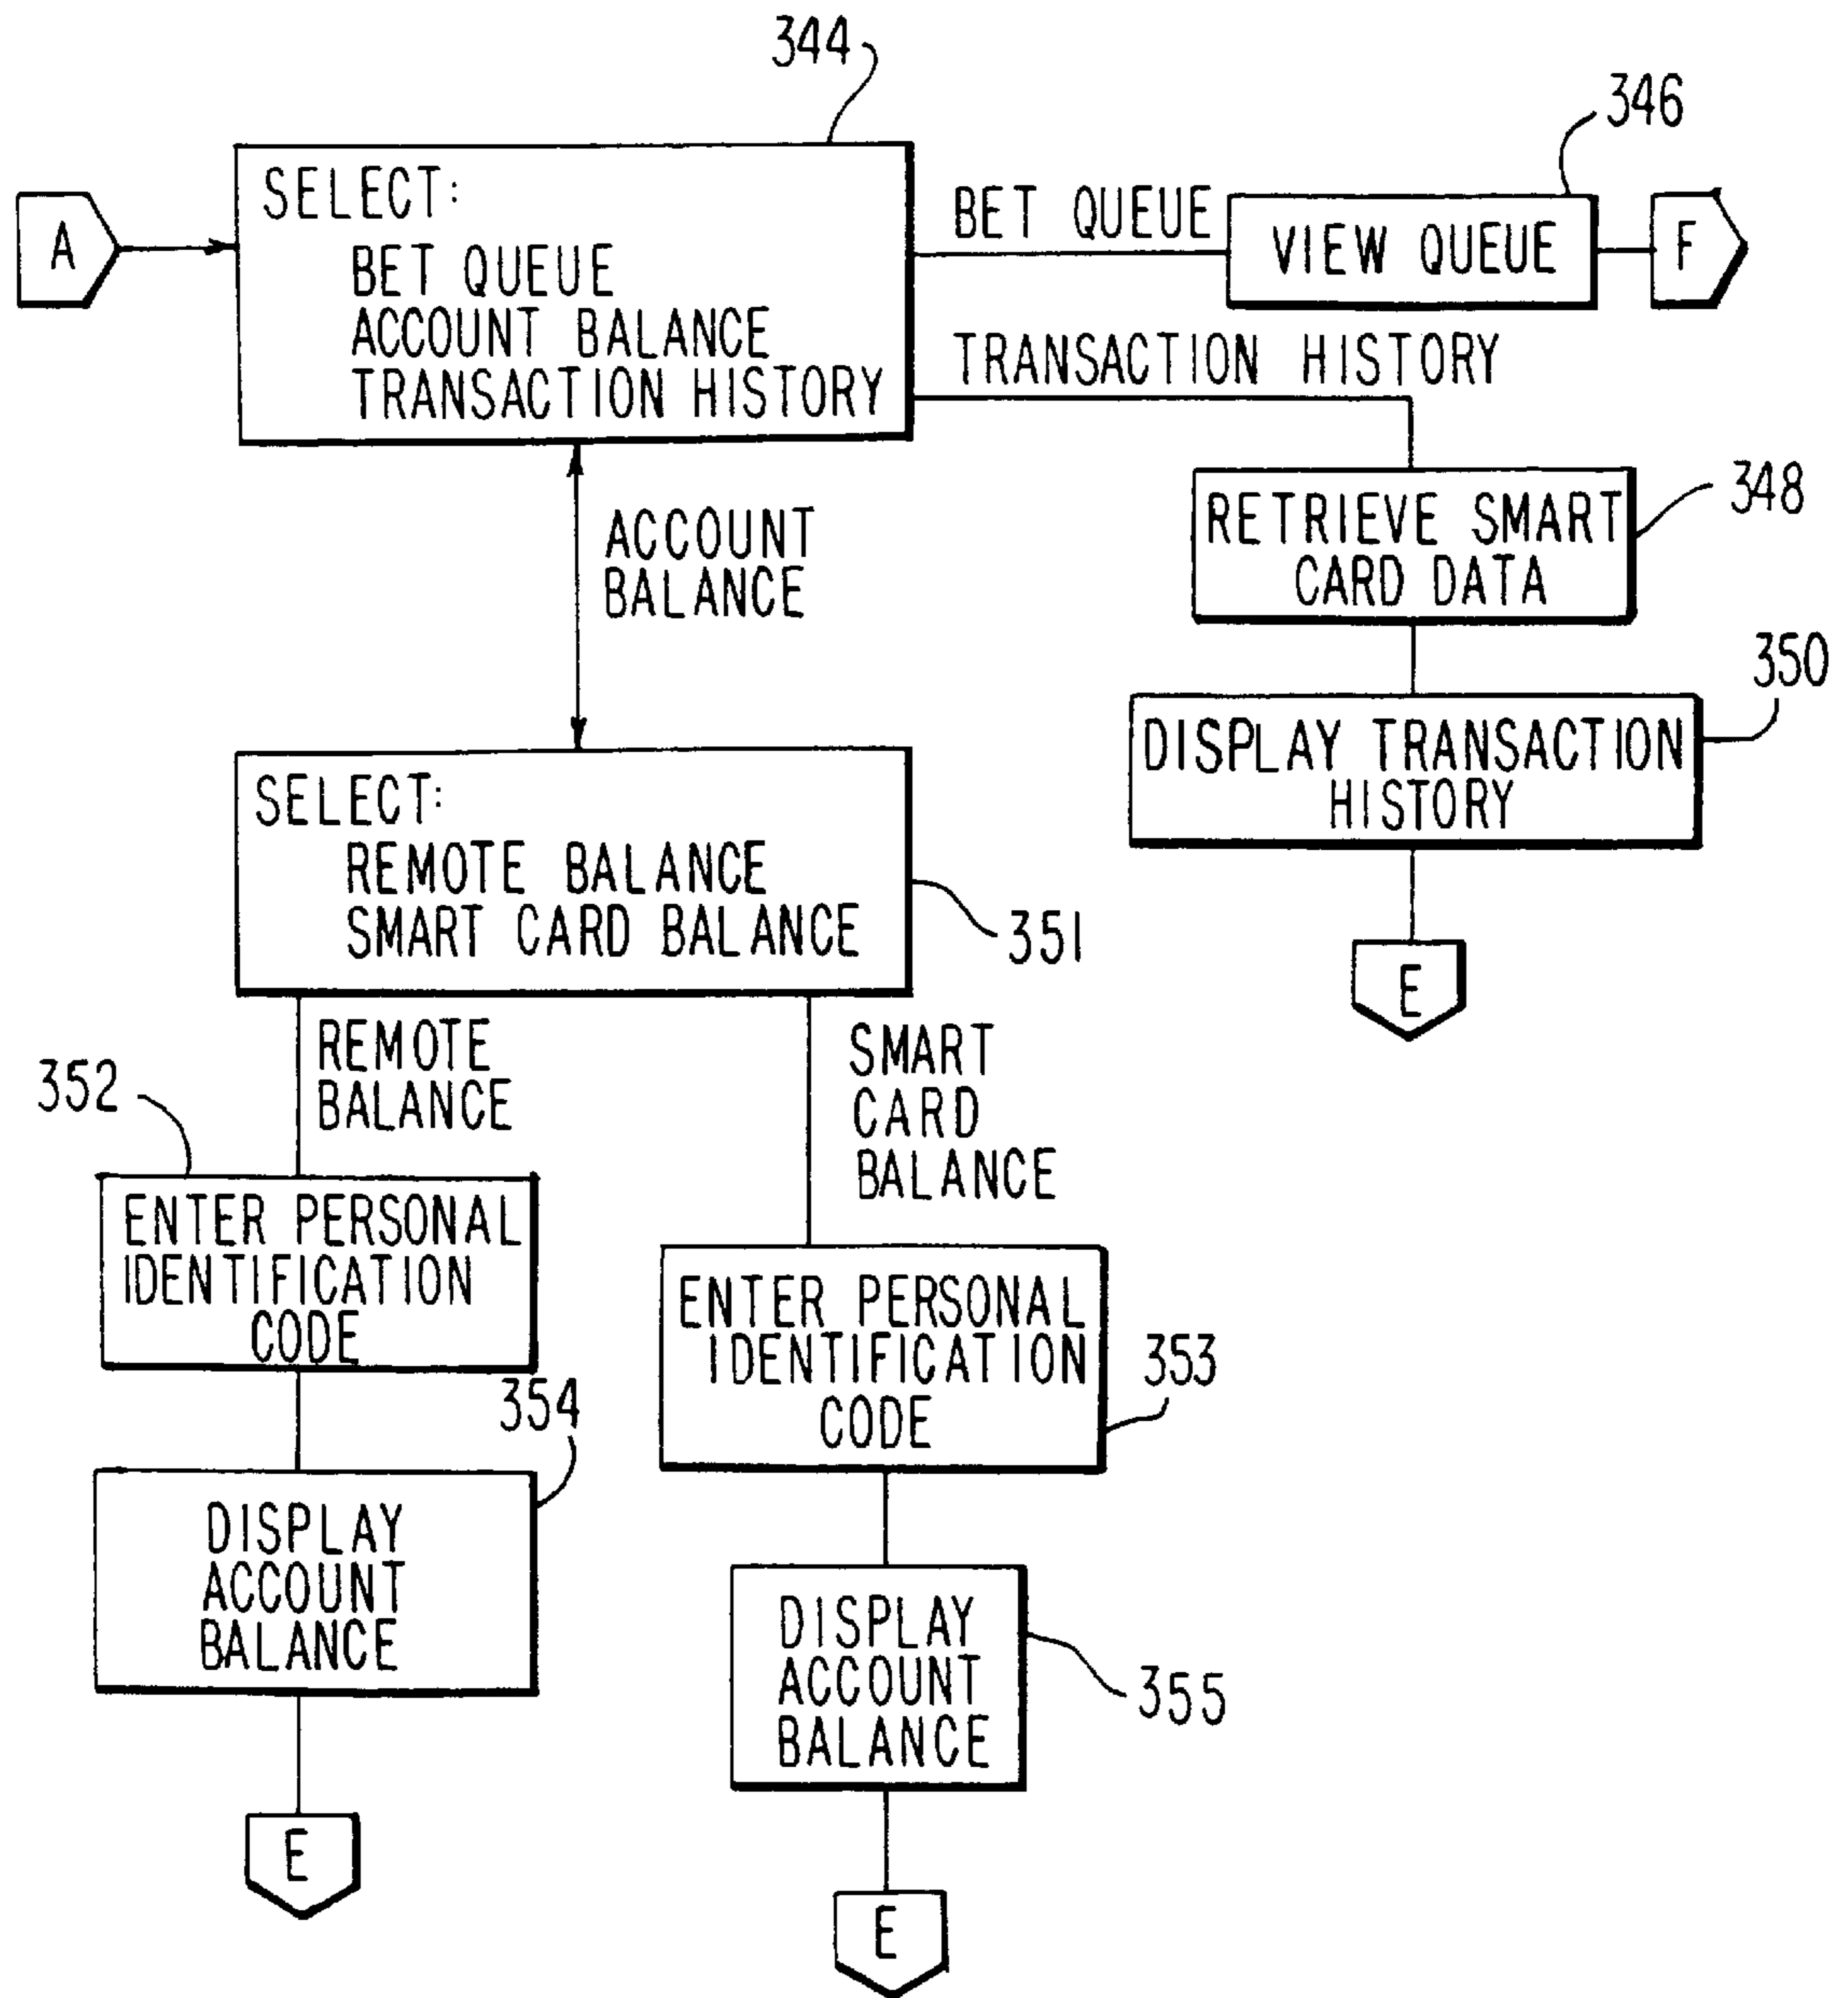 344
346
A
SELECT:
BET QUEUE
ACCOUNT BALANCE
TRANSACTION HISTORY
BET QUEUE
VIEW QUEUE
F
TRANSACTION HISTORY
348
RETRIEVE SMART
CARD DATA
350
DISPLAY TRANSACTION
HISTORY
E
ACCOUNT
BALANCE
SELECT:
REMOTE BALANCE
SMART CARD BALANCE
351
REMOTE
BALANCE
352
ENTER PERSONAL
IDENTIFICATION
CODE
354
DISPLAY
ACCOUNT
BALANCE
E
SMART
CARD
BALANCE
ENTER PERSONAL
IDENTIFICATION
CODE
353
DISPLAY
ACCOUNT
BALANCE
355
E